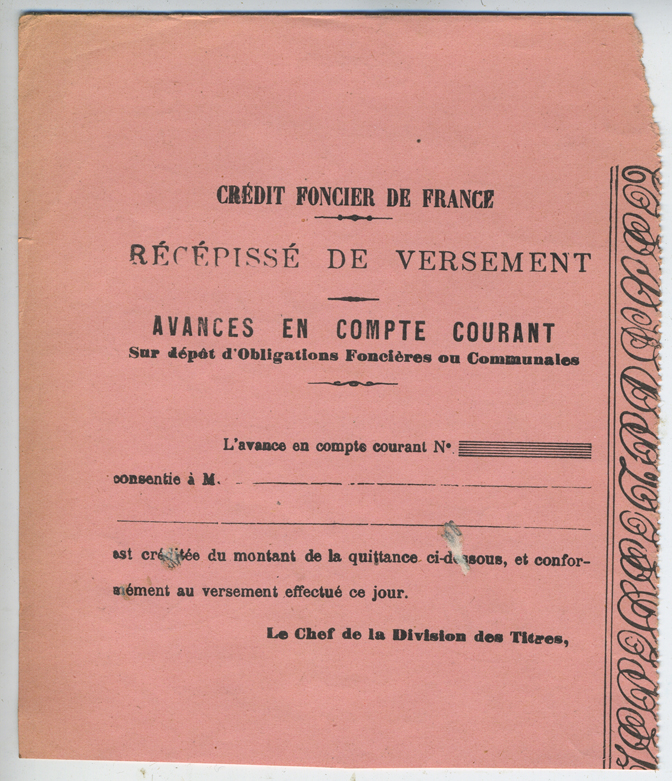 CRÉDIT FONCIER DE FRANCE
RÉCÉPISSÉ DE VERSEMENT
AVANCES EN COMPTE COURANT
Sur dépôt d'Obligations Foncières ou Communales
L'avance en compte courant N°
consentie à M.
est créditée du montant de la quittance ci-dessous, et confor-
mément au versement effectué ce jour.
Le Chef de la Division des Titres,